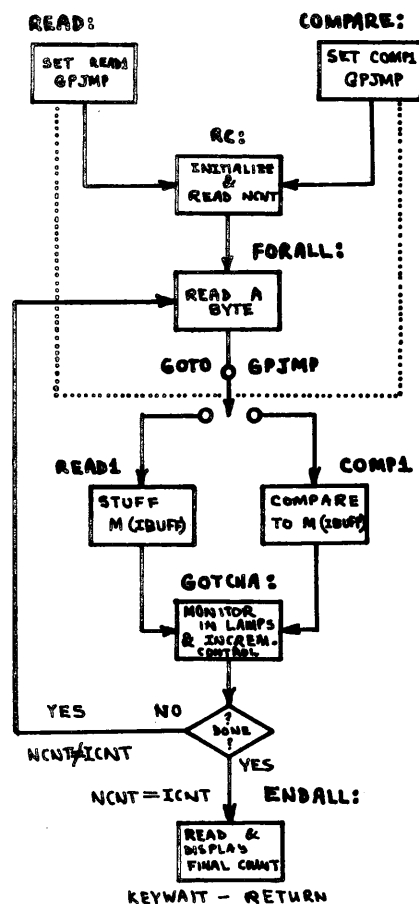 READ:
COMPARE:
SET READ1
GPJMP
SET COMP1
GPJMP
RC:
INITIALIZE
&
READ NCNT
FORALL:
READ A
BYTE
GOTO GPJMP
READ1
COMP1
STUFF
M(IBUFF)
COMPARE
TO M(IBUFF)
GOTCHA:
MONITOR
IN LAMPS
& INCREM.
CONTROL
YES NO
?
DONE
?
NCNT≠ICNT
YES
NCNT=ICNT
ENDALL:
READ &
DISPLAY
FINAL COUNT
KEYWAIT - RETURN